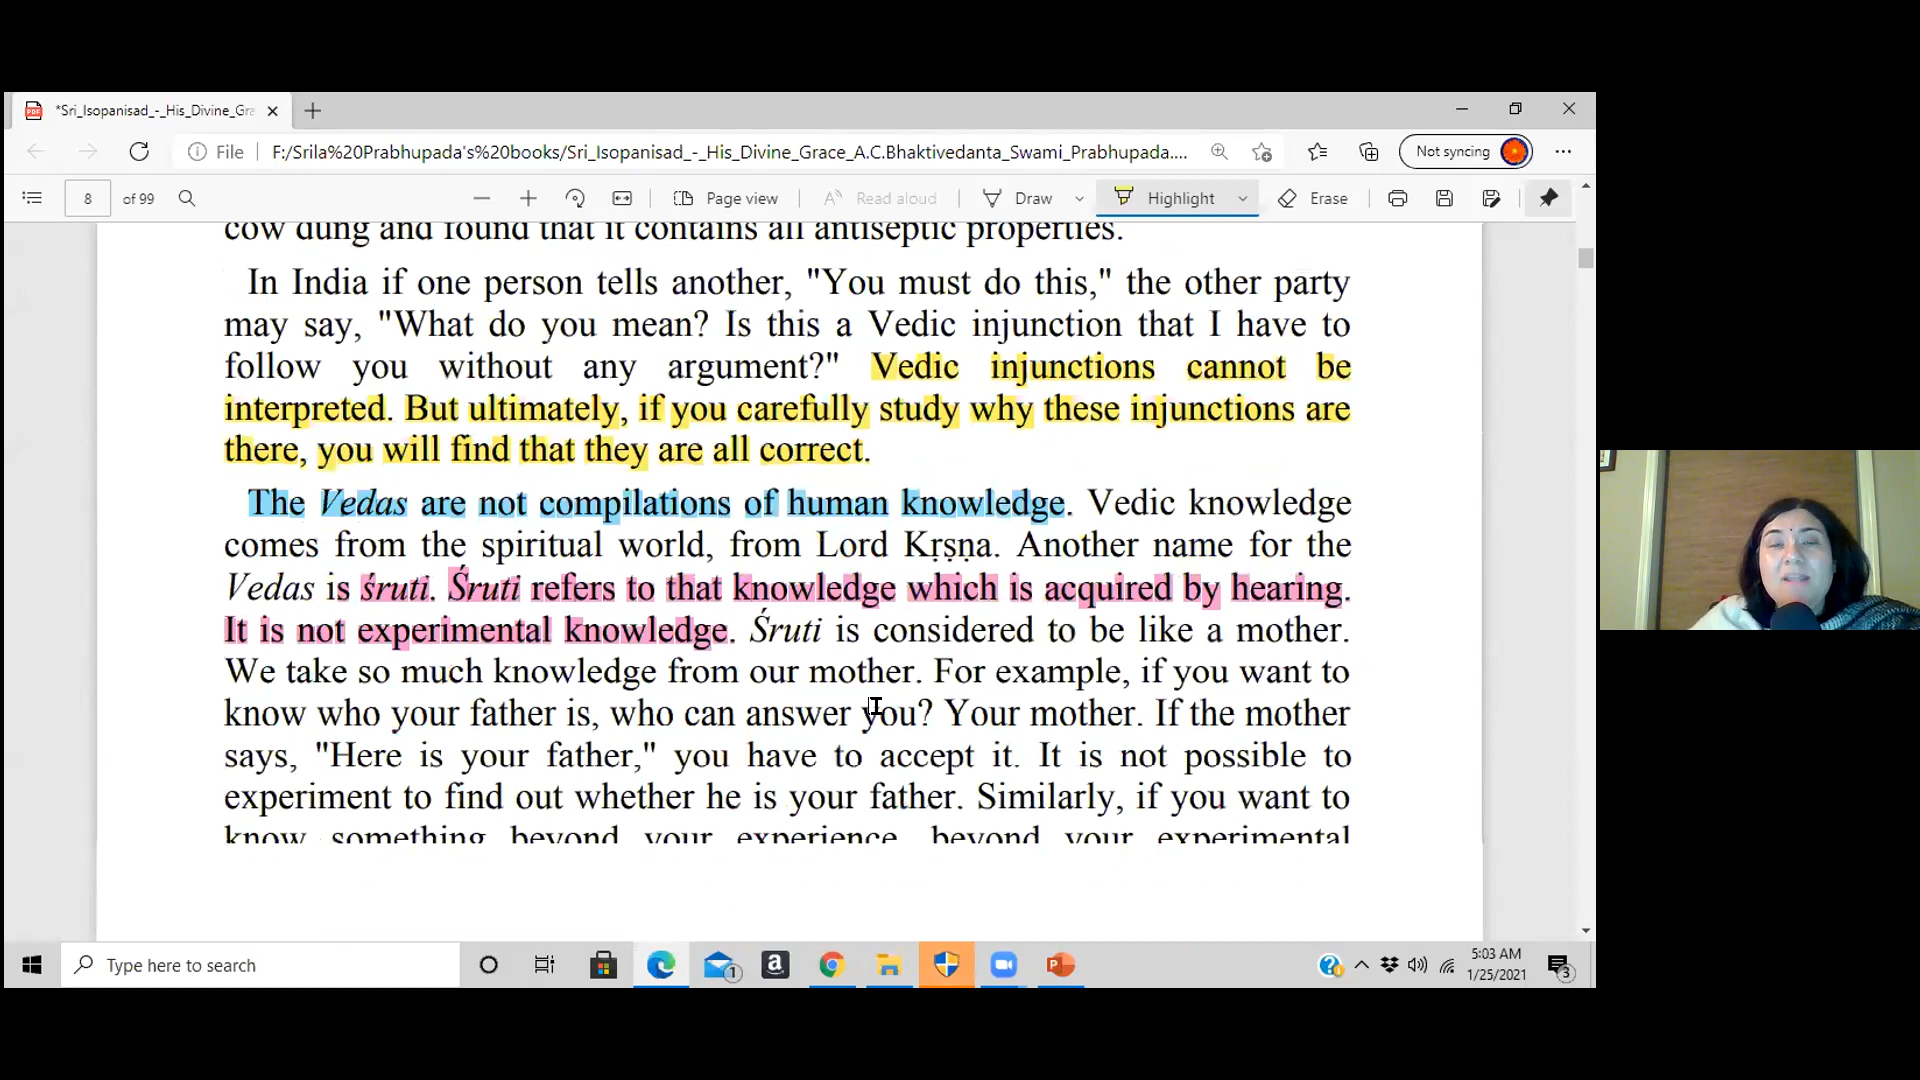 *Sri_Isopanisad_-_His_Divine_Gra
File F:/Srila%20Prabhupada's%20books/Sri_Isopanisad_-_His_Divine_Grace_A.C.Bhaktivedanta_Swami_Prabhupada.... Not syncing
8 of 99 Page view Read aloud Draw Highlight Erase
cow dung and found that it contains all antiseptic properties.
In India if one person tells another, "You must do this," the other party
may say, "What do you mean? Is this a Vedic injunction that I have to
follow you without any argument?" Vedic injunctions cannot be
interpreted. But ultimately, if you carefully study why these injunctions are
there, you will find that they are all correct.
The Vedas are not compilations of human knowledge. Vedic knowledge
comes from the spiritual world, from Lord Kṛṣṇa. Another name for the
Vedas is śruti. Śruti refers to that knowledge which is acquired by hearing.
It is not experimental knowledge. Śruti is considered to be like a mother.
We take so much knowledge from our mother. For example, if you want to
know who your father is, who can answer you? Your mother. If the mother
says, "Here is your father," you have to accept it. It is not possible to
experiment to find out whether he is your father. Similarly, if you want to
know something beyond your experience, beyond your experimental
Type here to search
1
a
5:03 AM
1/25/2021
3